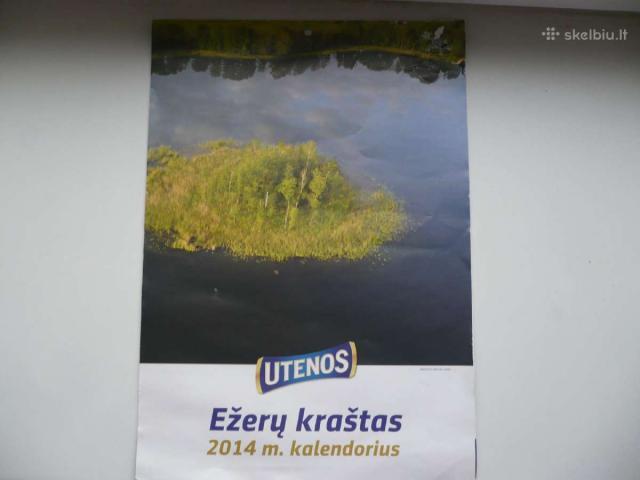 skelbiu.lt
UTENOS
Ežerų kraštas
2014 m. kalendorius